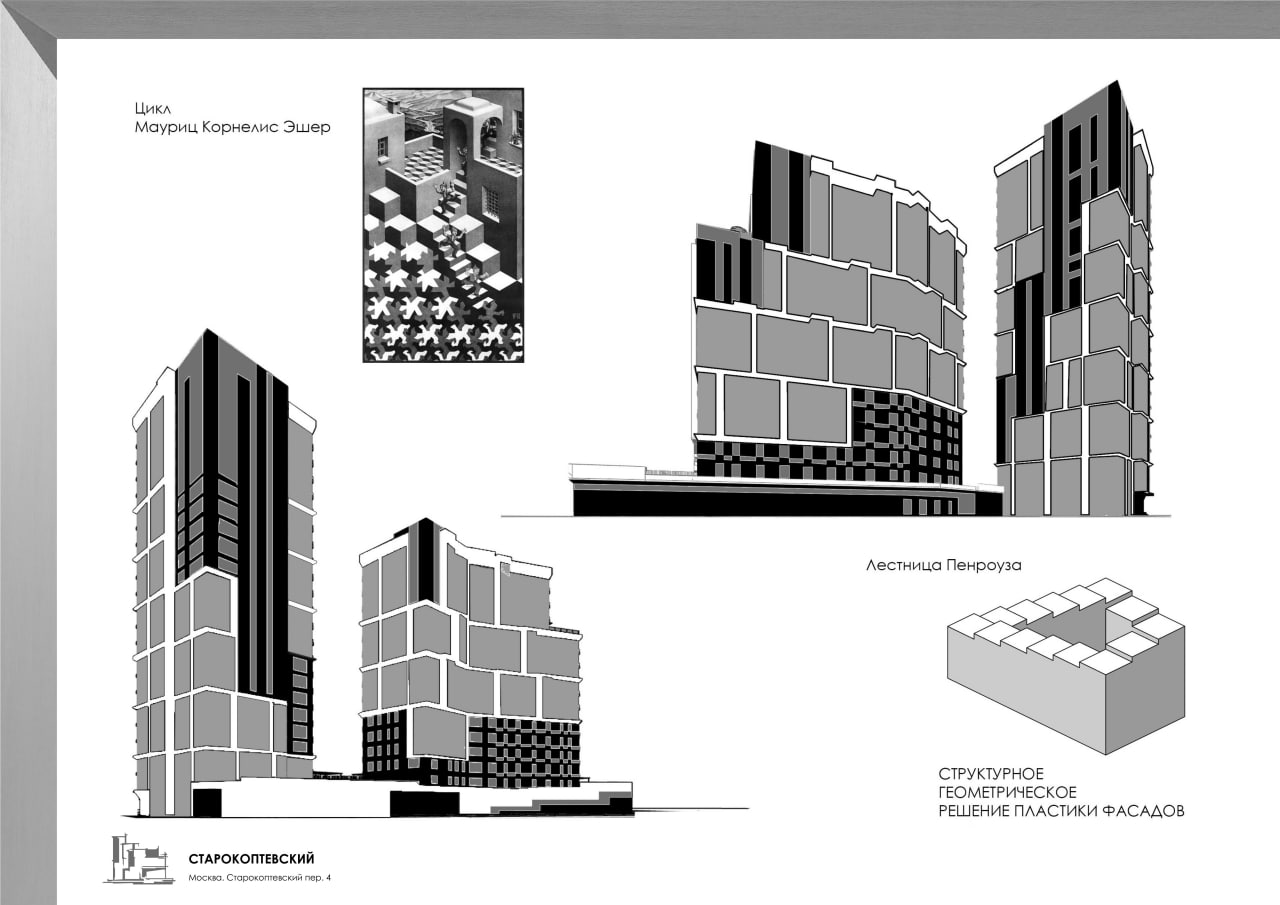 Цикл
Мауриц Корнелис Эшер
Лестница Пенроуза
СТРУКТУРНОЕ
ГЕОМЕТРИЧЕСКОЕ
РЕШЕНИЕ ПЛАСТИКИ ФАСАДОВ
СТАРОКОПТЕВСКИЙ
Москва. Старокоптевский пер. 4